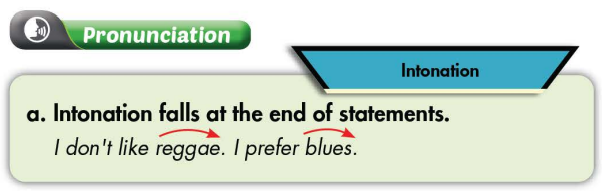 Pronunciation
Intonation
a. Intonation falls at the end of statements.
I don't like reggae. I prefer blues.